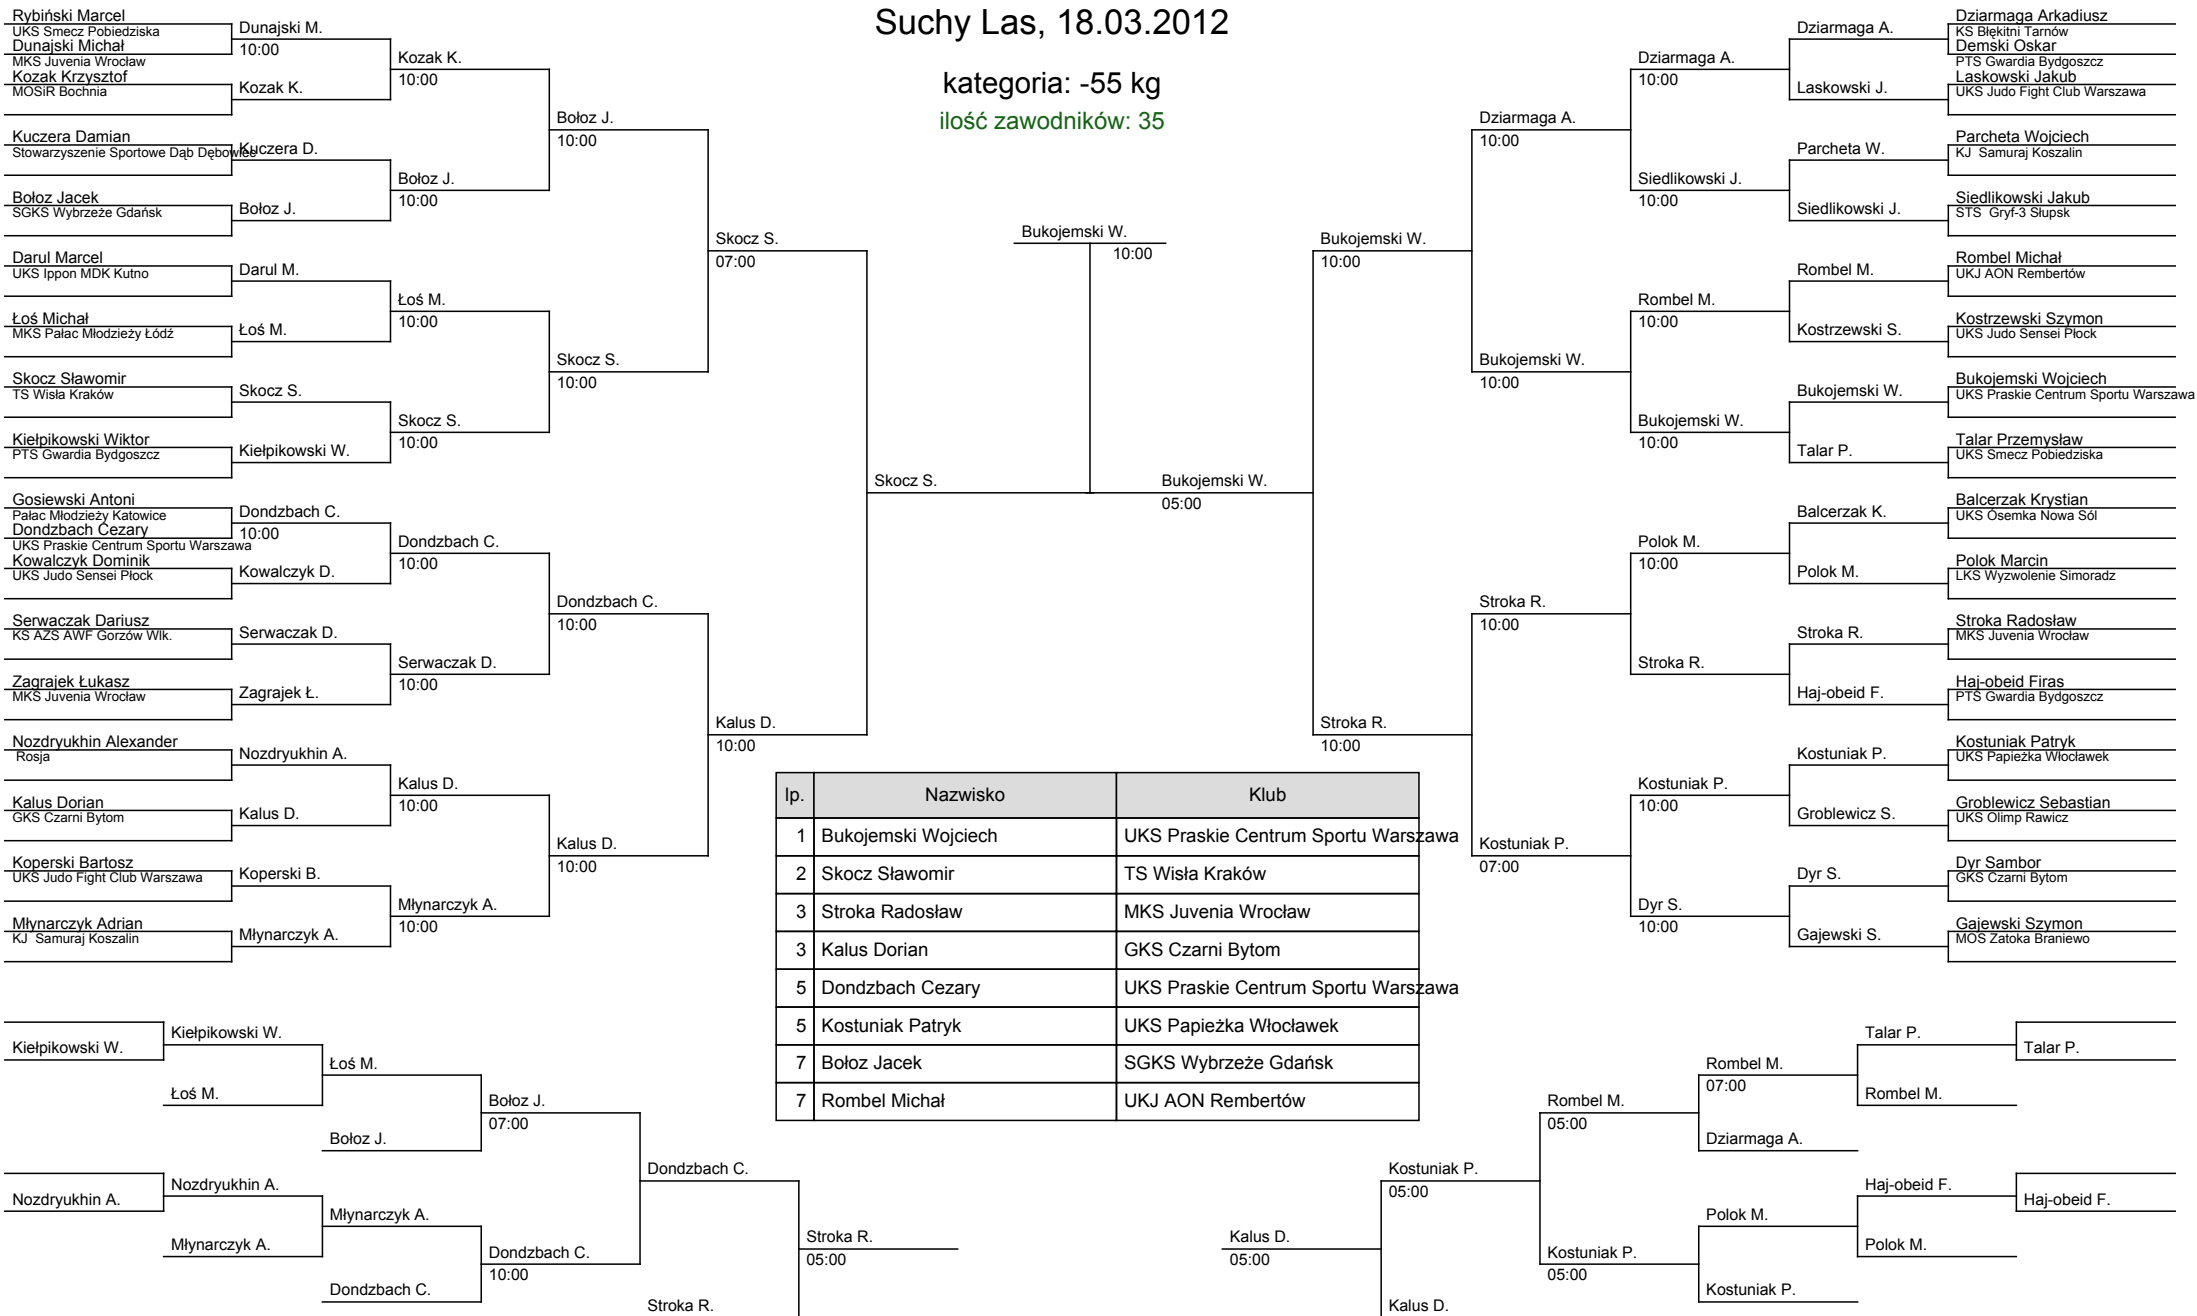 Suchy Las, 18.03.2012
kategoria: -55 kg
ilość zawodników: 35
Rybiński Marcel
UKS Smecz Pobiedziska
Dunajski Michał
MKS Juvenia Wrocław
Kozak Krzysztof
MOSiR Bochnia
Kuczera Damian
Stowarzyszenie Sportowe Dąb Dębowiec
Bołoz Jacek
SGKS Wybrzeże Gdańsk
Darul Marcel
UKS Ippon MDK Kutno
Łoś Michał
MKS Pałac Młodzieży Łódź
Skocz Sławomir
TS Wisła Kraków
Kiełpikowski Wiktor
PTS Gwardia Bydgoszcz
Gosiewski Antoni
Pałac Młodzieży Katowice
Dondzbach Cezary
UKS Praskie Centrum Sportu Warszawa
Kowalczyk Dominik
UKS Judo Sensei Płock
Serwaczak Dariusz
KS AZS AWF Gorzów Wlk.
Zagrajek Łukasz
MKS Juvenia Wrocław
Nozdryukhin Alexander
Rosja
Kalus Dorian
GKS Czarni Bytom
Koperski Bartosz
UKS Judo Fight Club Warszawa
Młynarczyk Adrian
KJ Samuraj Koszalin
Dunajski M.
10:00
Kozak K.
Kuczera D.
Bołoz J.
Darul M.
Łoś M.
Skocz S.
Kiełpikowski W.
Dondzbach C.
10:00
Kowalczyk D.
Serwaczak D.
Zagrajek Ł.
Nozdryukhin A.
Kalus D.
Koperski B.
Młynarczyk A.
Kozak K.
10:00
Bołoz J.
10:00
Łoś M.
10:00
Skocz S.
10:00
Dondzbach C.
10:00
Serwaczak D.
10:00
Kalus D.
10:00
Młynarczyk A.
10:00
Bołoz J.
10:00
Skocz S.
10:00
Dondzbach C.
10:00
Kalus D.
10:00
Skocz S.
07:00
Kalus D.
10:00
Skocz S.
Bukojemski W.
10:00
Bukojemski W.
05:00
Bukojemski W.
10:00
Stroka R.
10:00
Dziarmaga A.
10:00
Bukojemski W.
10:00
Stroka R.
10:00
Kostuniak P.
07:00
Dziarmaga A.
10:00
Siedlikowski J.
10:00
Rombel M.
10:00
Bukojemski W.
10:00
Polok M.
10:00
Stroka R.
Kostuniak P.
10:00
Dyr S.
10:00
Dziarmaga A.
Laskowski J.
Parcheta W.
Siedlikowski J.
Rombel M.
Kostrzewski S.
Bukojemski W.
Talar P.
Balcerzak K.
Polok M.
Stroka R.
Haj-obeid F.
Kostuniak P.
Groblewicz S.
Dyr S.
Gajewski S.
Dziarmaga Arkadiusz
KS Błękitni Tarnów
Demski Oskar
PTS Gwardia Bydgoszcz
Laskowski Jakub
UKS Judo Fight Club Warszawa
Parcheta Wojciech
KJ Samuraj Koszalin
Siedlikowski Jakub
STS Gryf-3 Słupsk
Rombel Michał
UKJ AON Rembertów
Kostrzewski Szymon
UKS Judo Sensei Płock
Bukojemski Wojciech
UKS Praskie Centrum Sportu Warszawa
Talar Przemysław
UKS Smecz Pobiedziska
Balcerzak Krystian
UKS Ósemka Nowa Sól
Polok Marcin
LKS Wyzwolenie Simoradz
Stroka Radosław
MKS Juvenia Wrocław
Haj-obeid Firas
PTS Gwardia Bydgoszcz
Kostuniak Patryk
UKS Papieżka Włocławek
Groblewicz Sebastian
UKS Olimp Rawicz
Dyr Sambor
GKS Czarni Bytom
Gajewski Szymon
MOS Zatoka Braniewo
lp. Nazwisko Klub
1 Bukojemski Wojciech UKS Praskie Centrum Sportu Warszawa
2 Skocz Sławomir TS Wisła Kraków
3 Stroka Radosław MKS Juvenia Wrocław
3 Kalus Dorian GKS Czarni Bytom
5 Dondzbach Cezary UKS Praskie Centrum Sportu Warszawa
5 Kostuniak Patryk UKS Papieżka Włocławek
7 Bołoz Jacek SGKS Wybrzeże Gdańsk
7 Rombel Michał UKJ AON Rembertów
Kiełpikowski W.
Nozdryukhin A.
Kiełpikowski W.
Łoś M.
Nozdryukhin A.
Młynarczyk A.
Łoś M.
Bołoz J.
Młynarczyk A.
Dondzbach C.
Bołoz J.
07:00
Dondzbach C.
10:00
Dondzbach C.
Stroka R.
Stroka R.
05:00
Kalus D.
05:00
Kostuniak P.
05:00
Kalus D.
Rombel M.
05:00
Kostuniak P.
05:00
Rombel M.
07:00
Dziarmaga A.
Polok M.
Kostuniak P.
Talar P.
Rombel M.
Haj-obeid F.
Polok M.
Talar P.
Haj-obeid F.